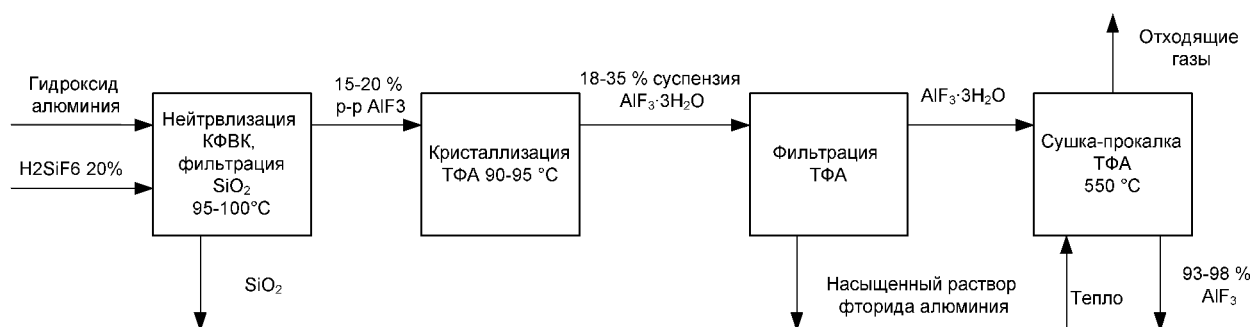 Гидроксид
алюминия
H2SiF6 20%
Нейтрвлизация
КФВК,
фильтрация
SiO₂
95-100°C
SiO₂
15-20 %
р-р AlF3
Кристаллизация
ТФА 90-95 °C
18-35 % суспензия
AlF₃·3H₂O
Фильтрация
ТФА
Насыщенный раствор
фторида алюминия
AlF₃·3H₂O
Сушка-прокалка
ТФА
550 °C
Отходящие
газы
Тепло
93-98 %
AlF₃